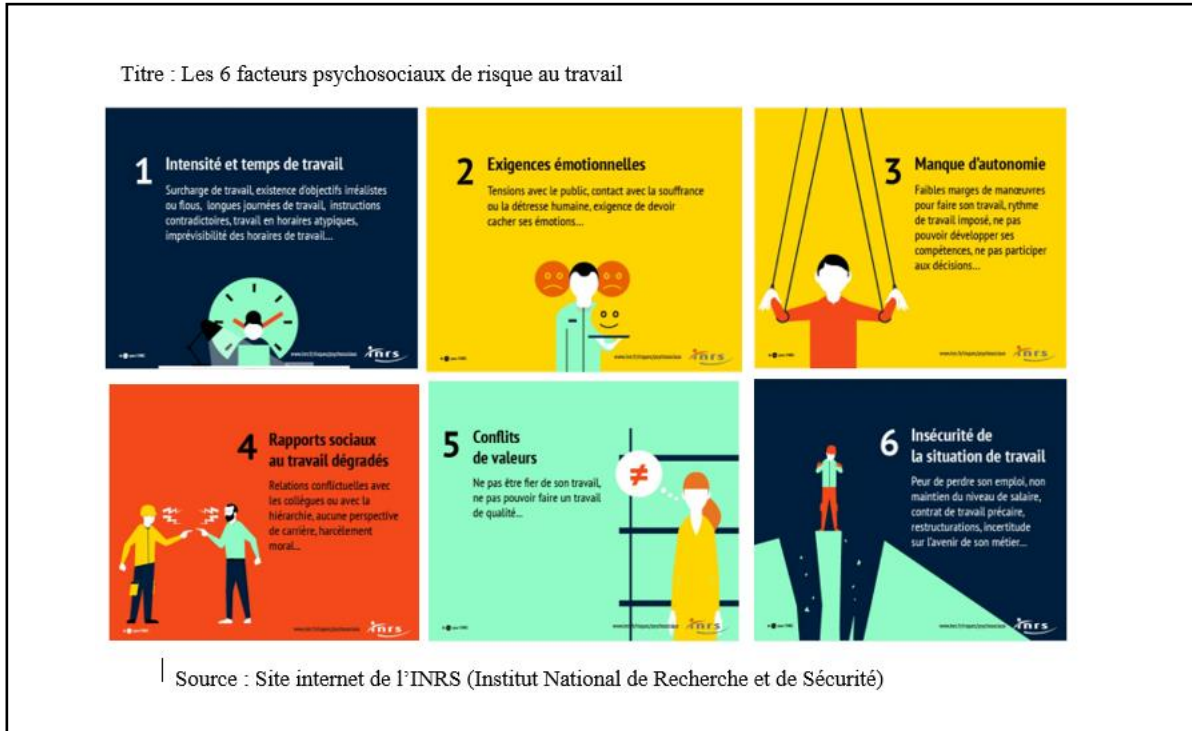 Titre : Les 6 facteurs psychosociaux de risque au travail
1
Intensité et temps de travail
Surcharge de travail, existence d'objectifs irréalistes
ou flous, longues journées de travail, instructions
contradictoires, travail en horaires atypiques,
imprévisibilité des horaires de travail...
inrs
2
Exigences émotionnelles
Tensions avec le public, contact avec la souffrance
ou la détresse humaine, exigence de devoir
cacher ses émotions...
inrs
3
Manque d'autonomie
Faibles marges de manœuvres
pour faire son travail, rythme
de travail imposé, ne pas
pouvoir développer ses
compétences, ne pas participer
aux décisions...
inrs
4
Rapports sociaux
au travail dégradés
Relations conflictuelles avec
les collègues ou avec la
hiérarchie, aucune perspective
de carrière, harcèlement
moral...
inrs
5
Conflits
de valeurs
Ne pas être fier de son travail,
ne pas pouvoir faire un travail
de qualité...
≠
inrs
6
Insécurité de
la situation de travail
Peur de perdre son emploi, non
maintien du niveau de salaire,
contrat de travail précaire,
restructurations, incertitude
sur l'avenir de son métier...
inrs
Source : Site internet de l'INRS (Institut National de Recherche et de Sécurité)